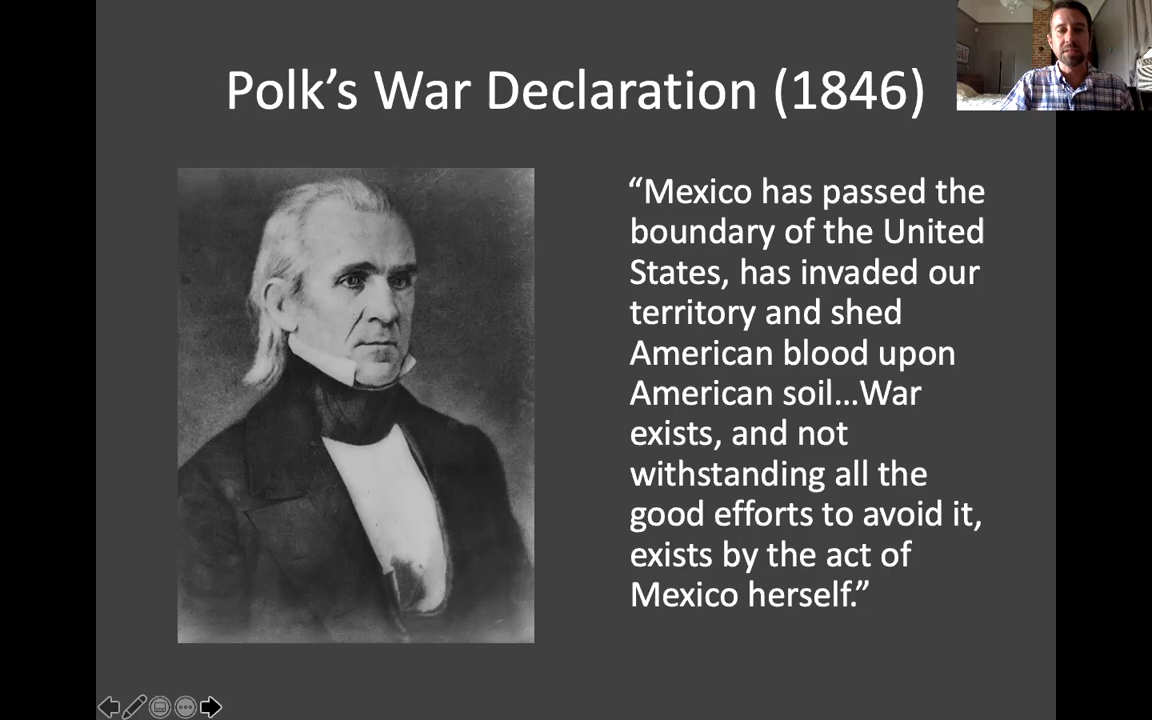 Polk’s War Declaration (1846)
“Mexico has passed the
boundary of the United
States, has invaded our
territory and shed
American blood upon
American soil…War
exists, and not
withstanding all the
good efforts to avoid it,
exists by the act of
Mexico herself.”